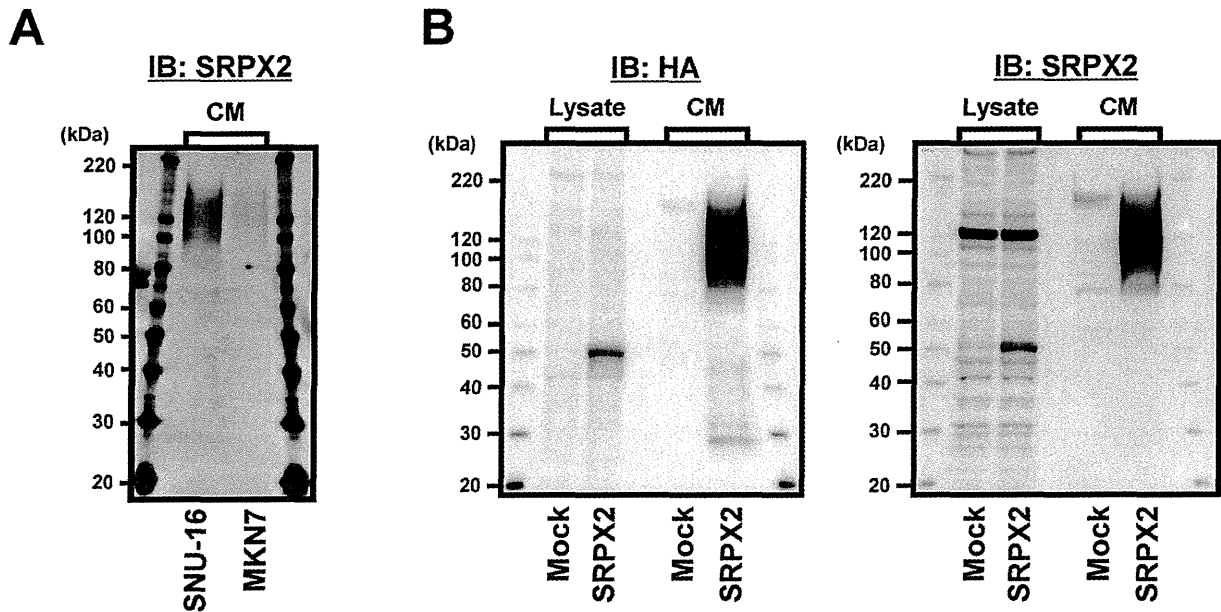 A
IB: SRPX2
CM
(kDa)
220
120
100
80
60
50
40
30
20
SNU-16
MKN7
B
IB: HA
Lysate
CM
(kDa)
220
120
100
80
60
50
40
30
20
Mock
SRPX2
Mock
SRPX2
IB: SRPX2
Lysate
CM
(kDa)
220
120
100
80
60
50
40
30
20
Mock
SRPX2
Mock
SRPX2